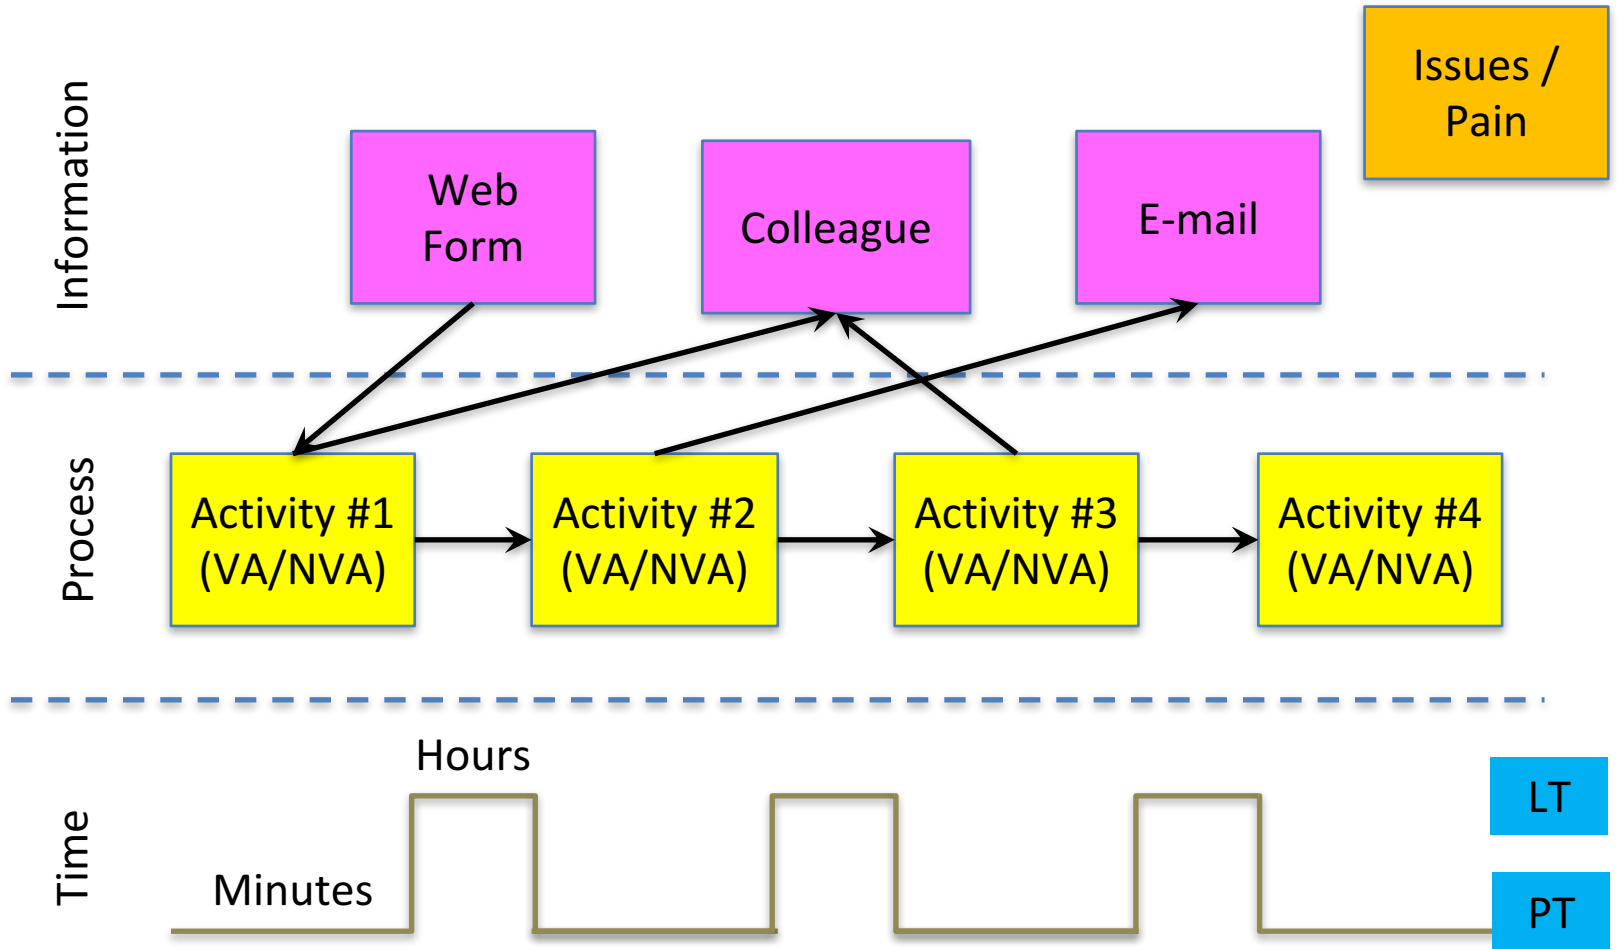 Information
Issues /
Pain
Web
Form
Colleague
E-mail
Process
Activity #1
(VA/NVA)
Activity #2
(VA/NVA)
Activity #3
(VA/NVA)
Activity #4
(VA/NVA)
Time
Hours
Minutes
LT
PT